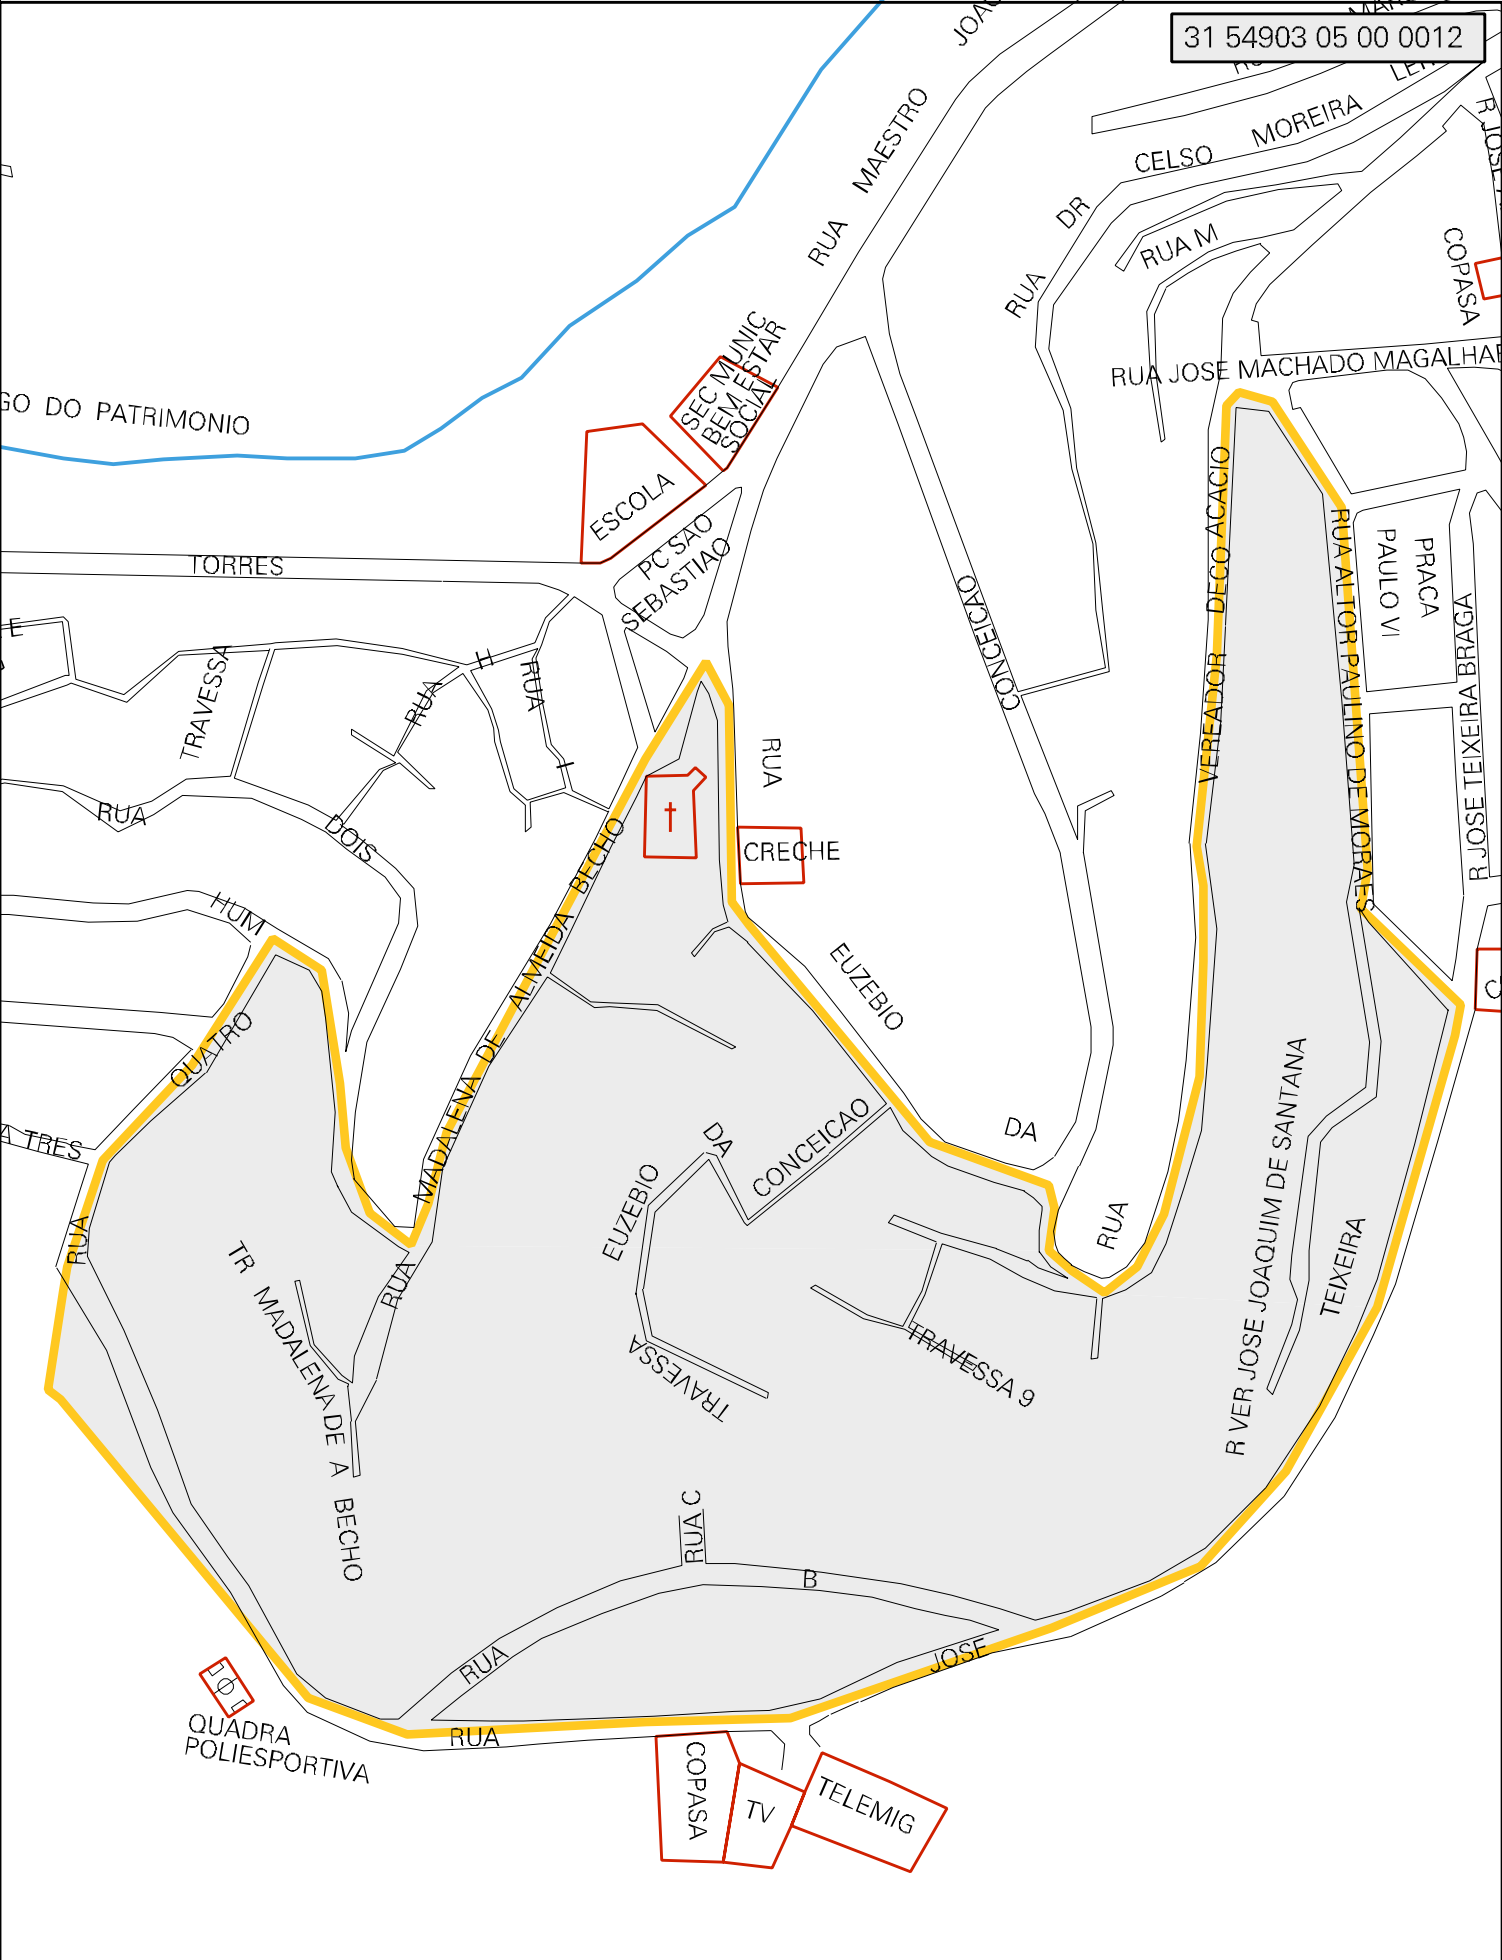 31 54903 05 00 0012
RUA MAESTRO
RUA DR CELSO MOREIRA
RUA M
COPASA
RUA JOSE MACHADO MAGALHAE
GO DO PATRIMONIO
SEC MUNIC
BEM ESTAR
SOCIAL
ESCOLA
PC SAO
SEBASTIAO
TORRES
TRAVESSA
RUA H
RUA I
RUA DOIS
RUA
CRECHE
CONCEICAO
VEREADOR DECO ACACIO
RUA ALTOR PAULINO DE MORAES
PRACA
PAULO VI
R JOSE TEIXEIRA BRAGA
HUM
RUA QUATRO
A TRES
RUA MADALENA DE ALMEIDA BECHO
EUZEBIO
DA
RUA
TRAVESSA EUZEBIO DA CONCEICAO
TRAVESSA 9
R VER JOSE JOAQUIM DE SANTANA
TR MADALENA DE A BECHO
RUA C
RUA B
RUA JOSE TEIXEIRA
QUADRA
POLIESPORTIVA
COPASA
TV
TELEMIG